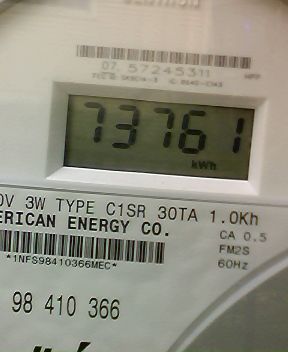 07. 57245311
73761
kWh
0V 3W TYPE C1SR 30TA 1.0Kh
ERICAN ENERGY CO.
CA 0.5
FM2S
*1NFS98410366MEC*
60Hz
98 410 366